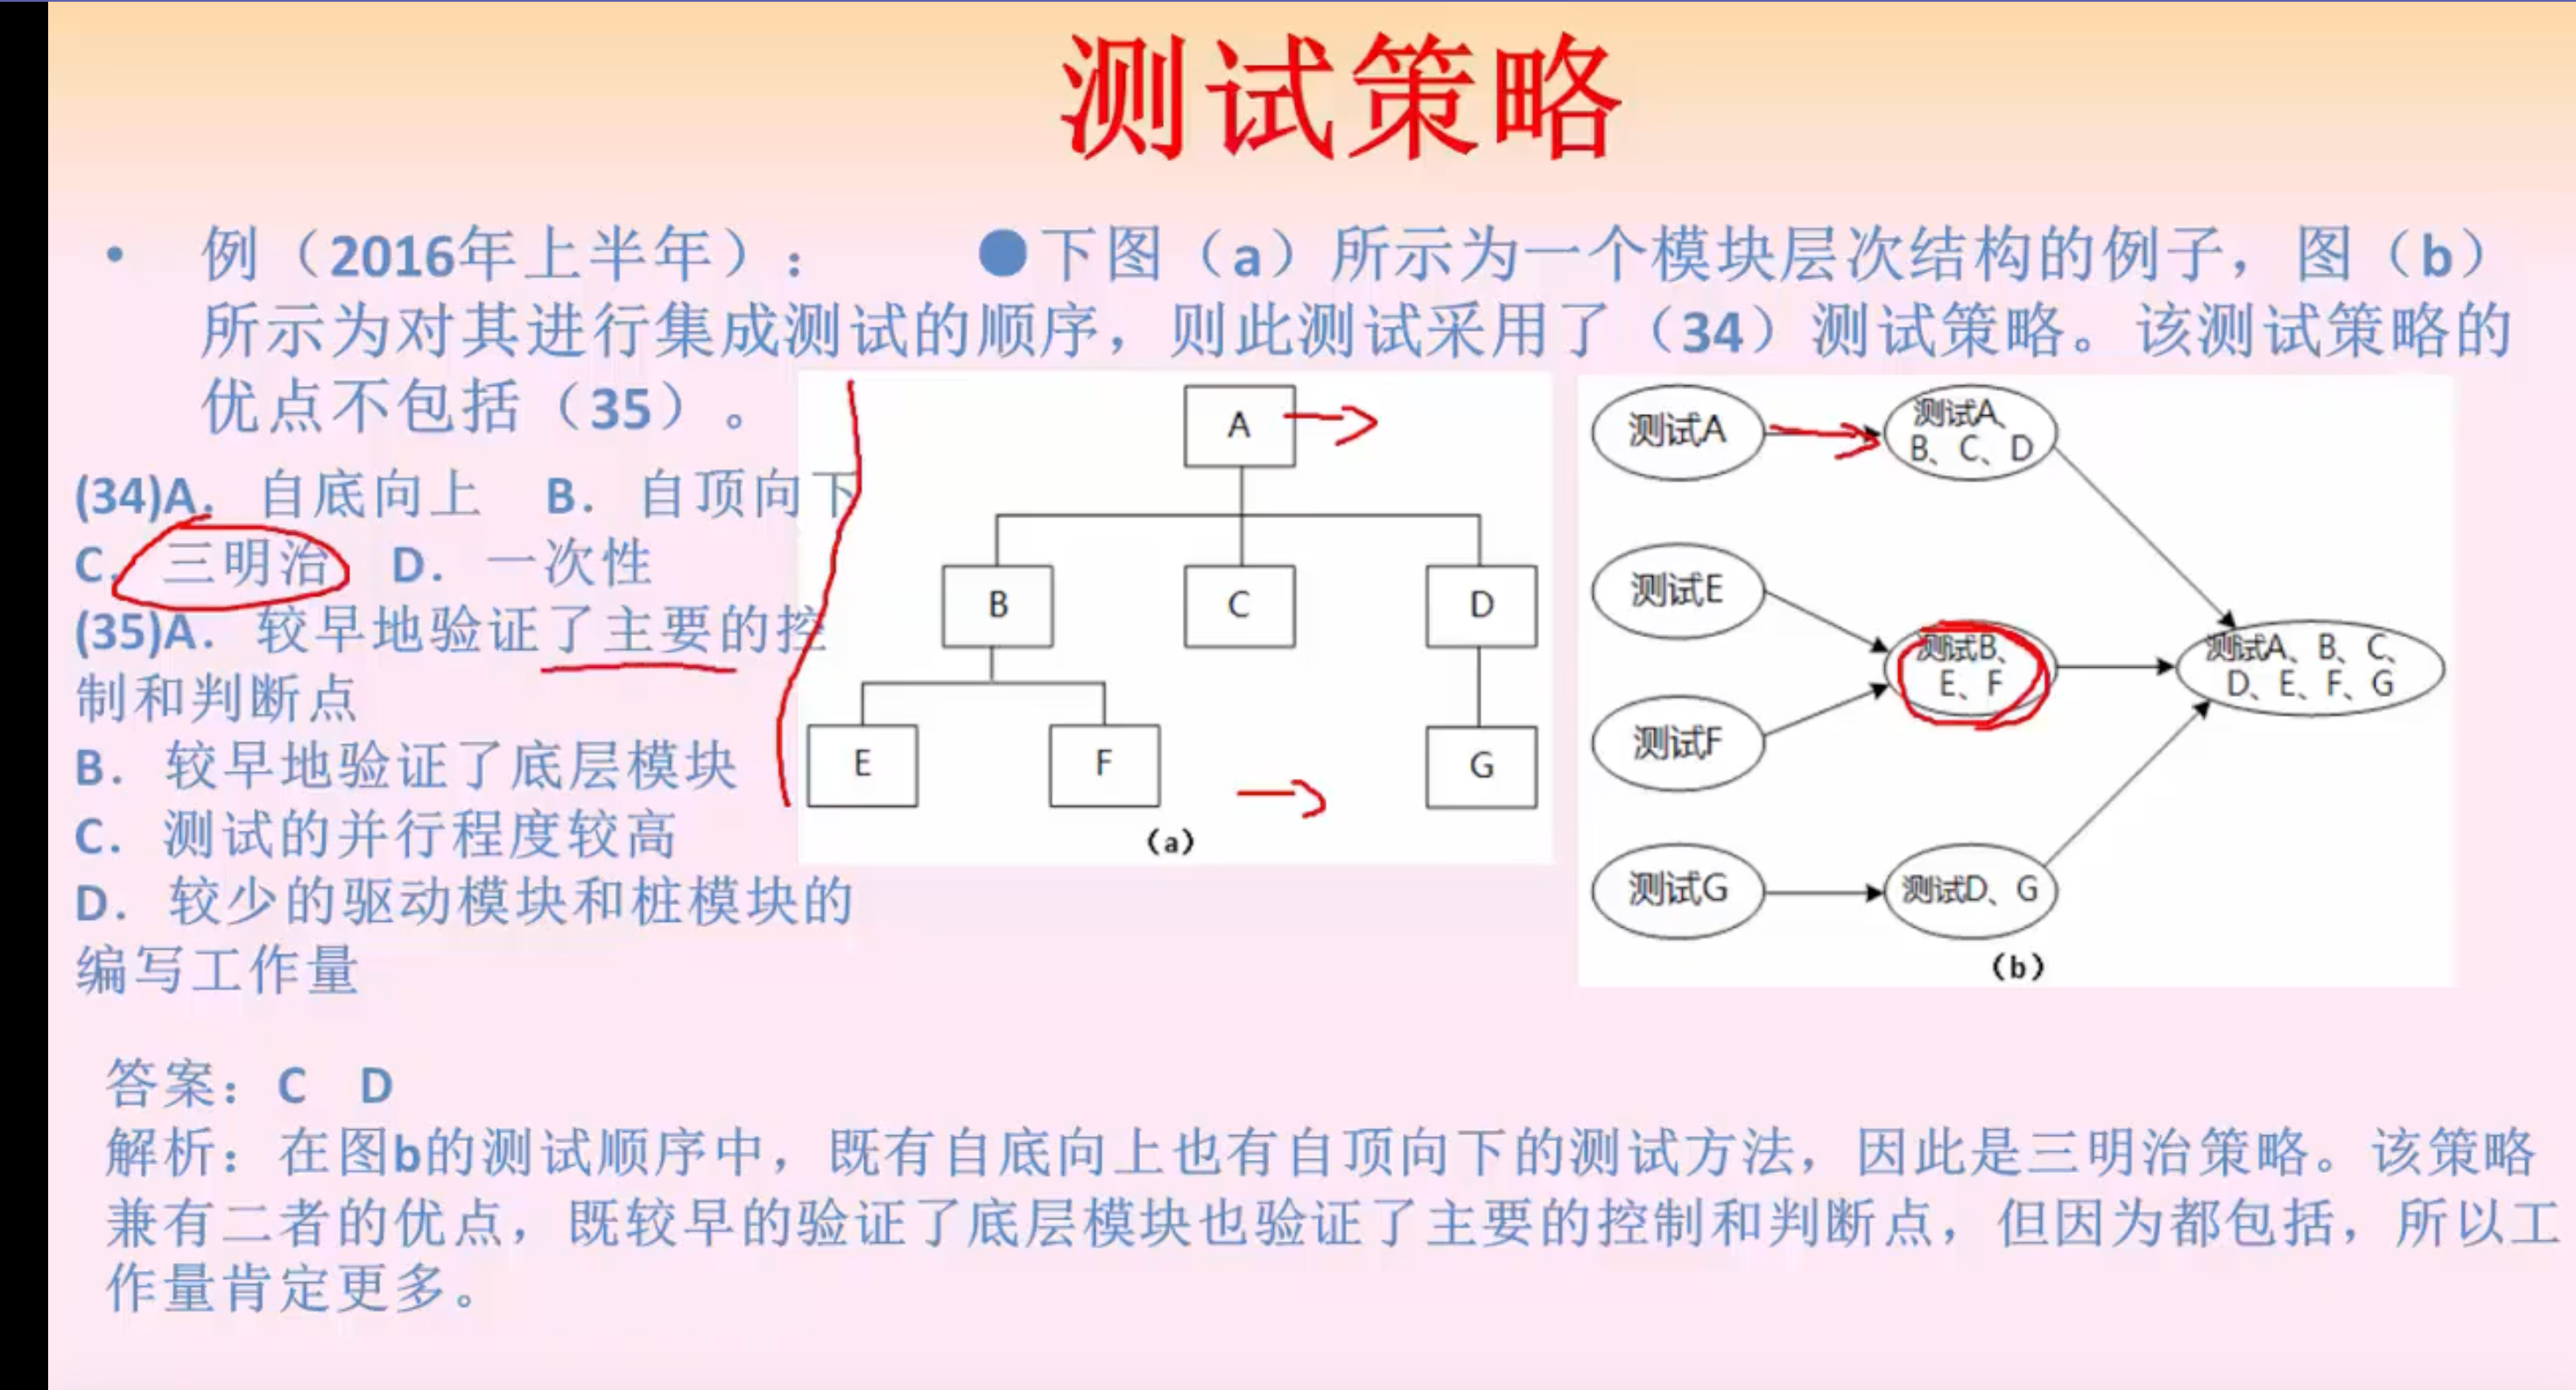 测试策略
• 例（2016年上半年）： ●下图（a）所示为一个模块层次结构的例子，图（b）
所示为对其进行集成测试的顺序，则此测试采用了（34）测试策略。该测试策略的
优点不包括（35）。
(34)A. 自底向上 B. 自顶向下
C. 三明治 D. 一次性
(35)A. 较早地验证了主要的控
制和判断点
B. 较早地验证了底层模块
C. 测试的并行程度较高
D. 较少的驱动模块和桩模块的
编写工作量
A
B C D
E F G
（a）
测试A
测试A、
B、C、D
测试E
测试B、
E、F
测试A、B、C、
D、E、F、G
测试F
测试G
测试D、G
（b）
答案：C D
解析：在图b的测试顺序中，既有自底向上也有自顶向下的测试方法，因此是三明治策略。该策略
兼有二者的优点，既较早的验证了底层模块也验证了主要的控制和判断点，但因为都包括，所以工
作量肯定更多。